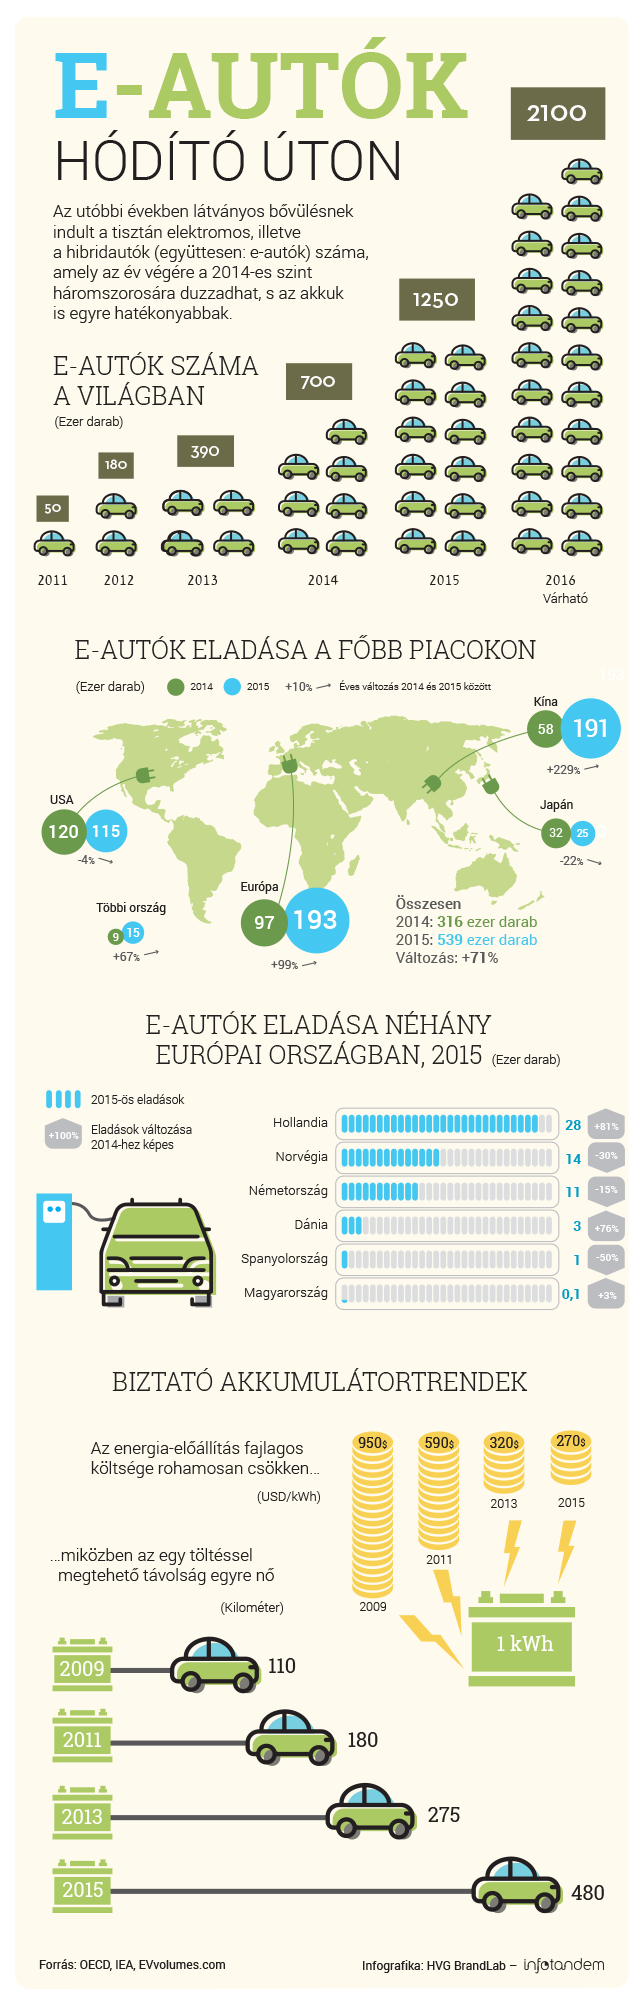 E-AUTÓK
HÓDÍTÓ ÚTON
Az utóbbi években látványos bővülésnek
indult a tisztán elektromos, illetve
a hibridautók (együttesen: e-autók) száma,
amely az év végére a 2014-es szint
háromszorosára duzzadhat, s az akkuk
is egyre hatékonyabbak.
E-AUTÓK SZÁMA
A VILÁGBAN
(Ezer darab)
50
180
390
700
1250
2100
2011
2012
2013
2014
2015
2016
Várható
E-AUTÓK ELADÁSA A FŐBB PIACOKON
193
(Ezer darab)
2014
2015
+10%
Éves változás 2014 és 2015 között
Kína
58
191
+229%
USA
120
115
-4%
Japán
32
25
-22%
Európa
97
193
+99%
Többi ország
9
15
+67%
Összesen
2014: 316 ezer darab
2015: 539 ezer darab
Változás: +71%
E-AUTÓK ELADÁSA NÉHÁNY
EURÓPAI ORSZÁGBAN, 2015 (Ezer darab)
2015-ös eladások
+100%
Eladások változása
2014-hez képes
Hollandia 28 +81%
Norvégia 14 -30%
Németország 11 -15%
Dánia 3 +76%
Spanyolország 1 -50%
Magyarország 0,1 +3%
BIZTATÓ AKKUMULÁTORTRENDEK
Az energia-előállítás fajlagos
költsége rohamosan csökken...
(USD/kWh)
950$
590$
320$
270$
2009
2011
2013
2015
1 kWh
...miközben az egy töltéssel
megtehető távolság egyre nő
(Kilométer)
2009 110
2011 180
2013 275
2015 480
Forrás: OECD, IEA, EVvolumes.com
Infografika: HVG BrandLab – infotandem